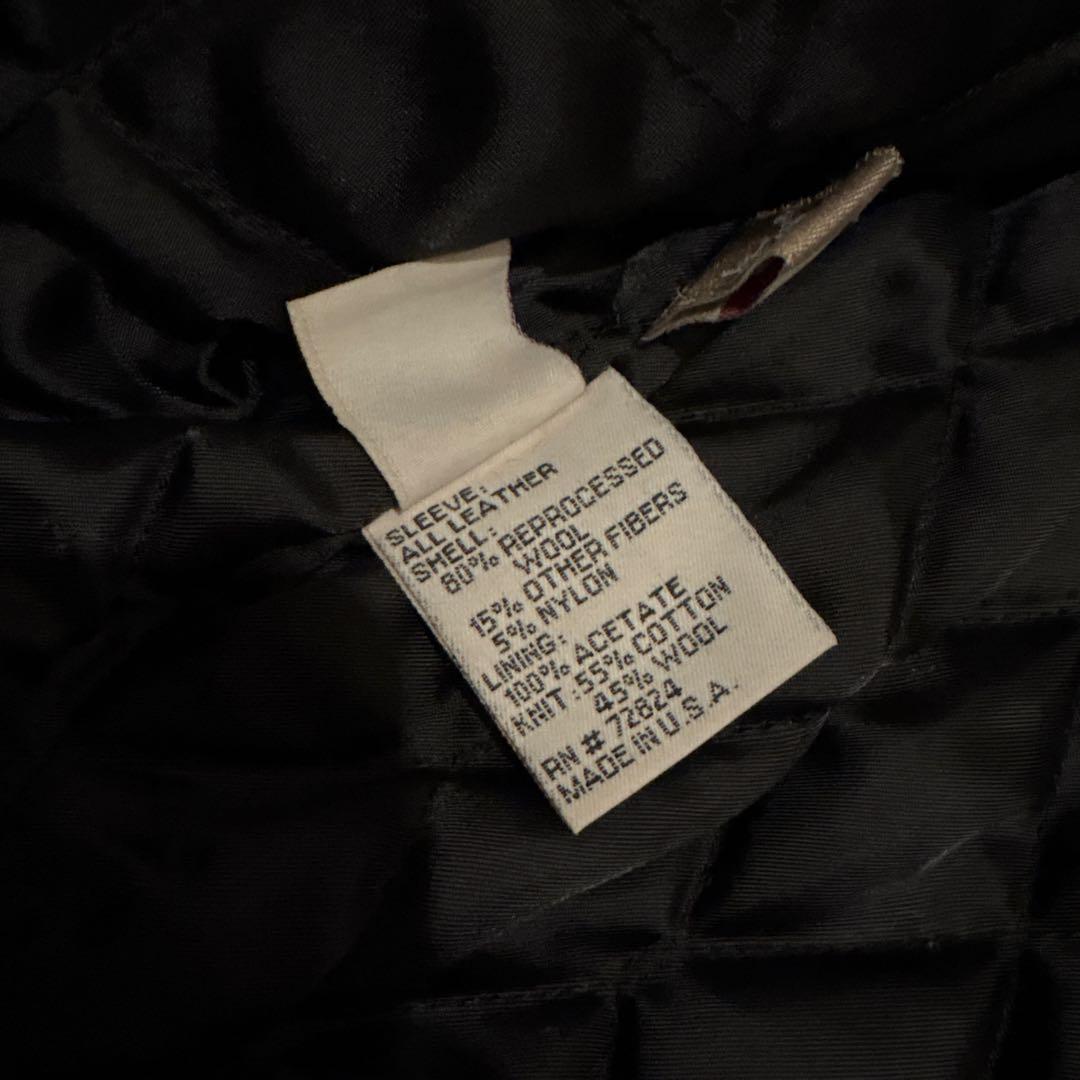 SLEEVE:
ALL LEATHER
SHELL:
80% REPROCESSED
WOOL
15% OTHER FIBERS
5% NYLON
LINING:
100% ACETATE
KNIT: 55% COTTON
45% WOOL
RN # 72824
MADE IN U.S.A.